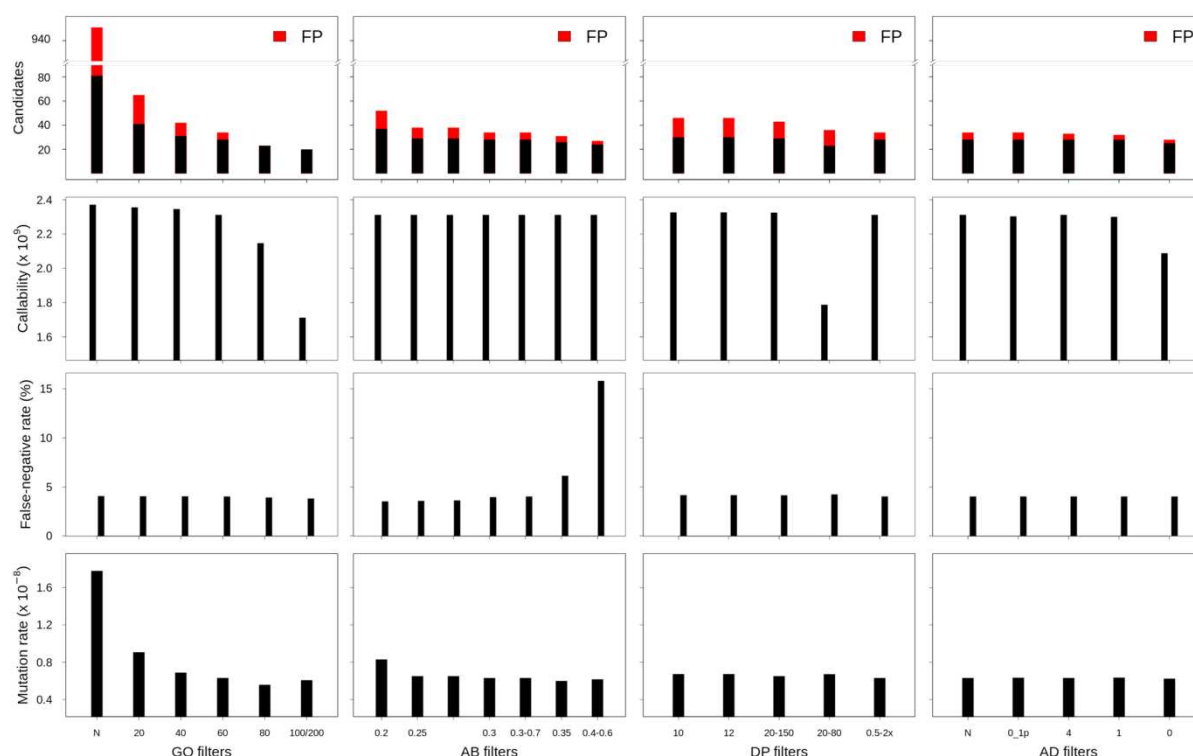 FP FP FP FP
940
80
60
40
20
Candidates
2.4
2.2
2.0
1.8
1.6
Callability (x 10⁹)
15
10
5
0
False-negative rate (%)
1.6
1.2
0.8
0.4
Mutation rate (x 10⁻⁸)
N 20 40 60 80 100/200 0.2 0.25 0.3 0.3-0.7 0.35 0.4-0.6 10 12 20-150 20-80 0.5-2x N 0_1p 4 1 0
GQ filters AB filters DP filters AD filters